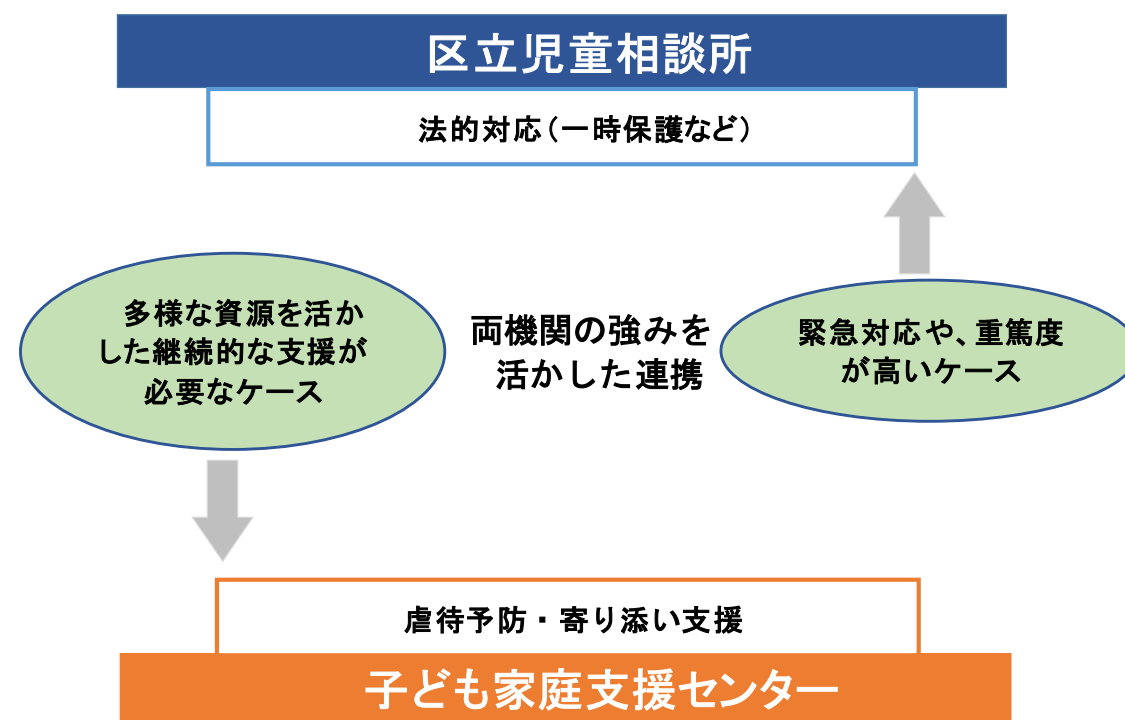 区立児童相談所
法的対応（一時保護など）
多様な資源を活か
した継続的な支援が
必要なケース
両機関の強みを
活かした連携
緊急対応や、重篤度
が高いケース
虐待予防・寄り添い支援
子ども家庭支援センター